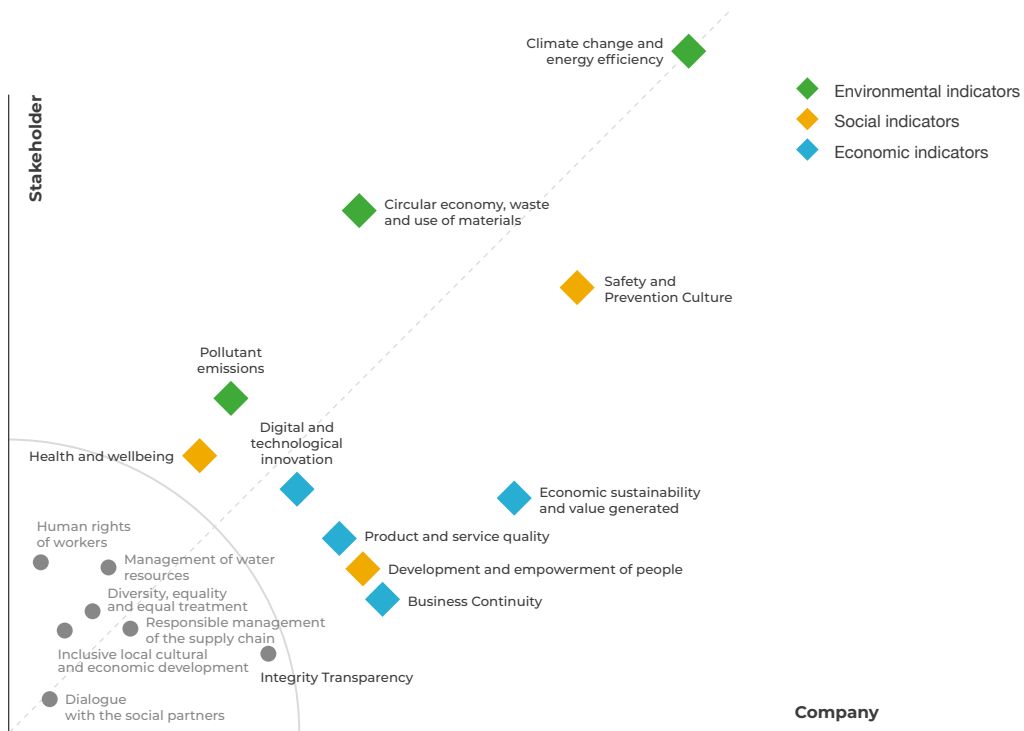 Climate change and
energy efficiency
Stakeholder
Environmental indicators
Social indicators
Economic indicators
Circular economy, waste
and use of materials
Safety and
Prevention Culture
Pollutant
emissions
Digital and
technological
innovation
Health and wellbeing
Economic sustainability
and value generated
Product and service quality
Development and empowerment of people
Business Continuity
Human rights
of workers
Management of water
resources
Diversity, equality
and equal treatment
Responsible management
of the supply chain
Inclusive local cultural
and economic development
Integrity Transparency
Dialogue
with the social partners
Company